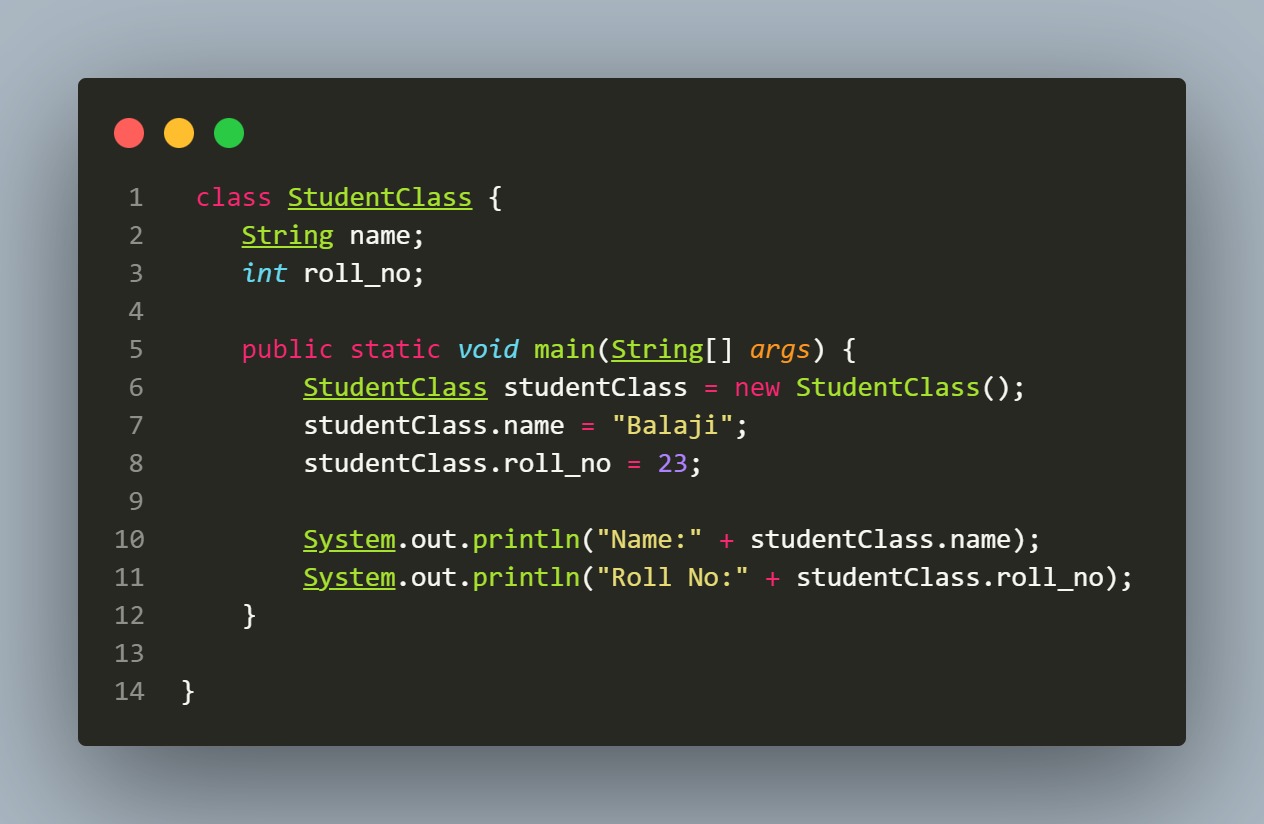 1 class StudentClass {
2 String name;
3 int roll_no;
4
5 public static void main(String[] args) {
6 StudentClass studentClass = new StudentClass();
7 studentClass.name = "Balaji";
8 studentClass.roll_no = 23;
9
10 System.out.println("Name:" + studentClass.name);
11 System.out.println("Roll No:" + studentClass.roll_no);
12 }
13
14 }